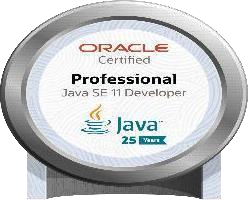 ORACLE
Certified
Professional
Java SE 11 Developer
Java
25 Years